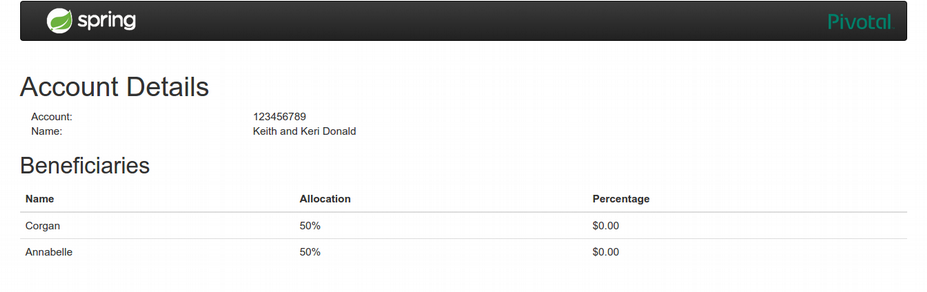 spring Pivotal
Account Details
Account: 123456789
Name: Keith and Keri Donald
Beneficiaries
Name Allocation Percentage
Corgan 50% $0.00
Annabelle 50% $0.00